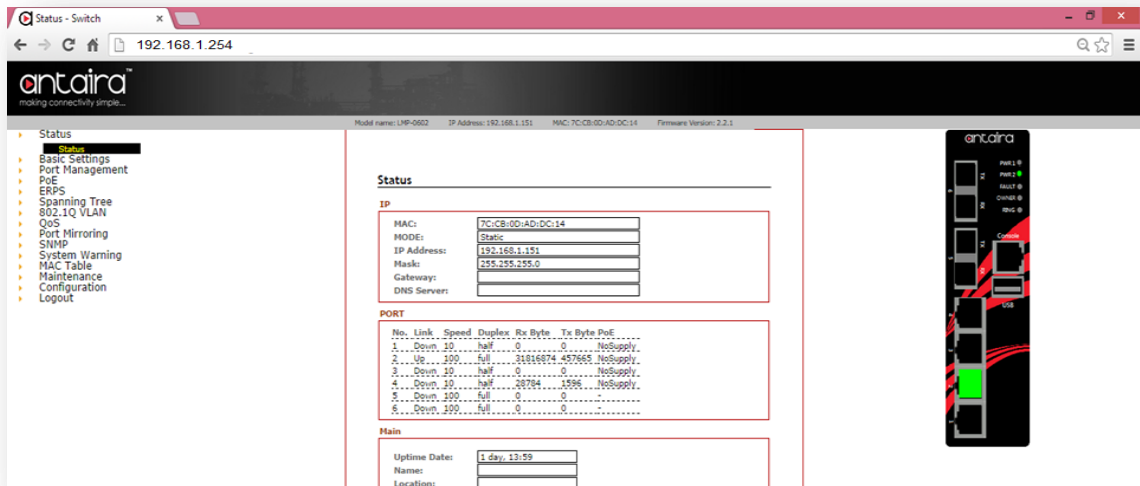 Status - Switch
192.168.1.254
antaira™
making connectivity simple...
Model name: LMP-0602 IP Address: 192.168.1.151 MAC: 7C:CB:0D:AD:DC:14 Firmware Version: 2.2.1
Status
Status
Basic Settings
Port Management
PoE
ERPS
Spanning Tree
802.1Q VLAN
QoS
Port Mirroring
SNMP
System Warning
MAC Table
Maintenance
Configuration
Logout
Status
IP
MAC: 7C:CB:0D:AD:DC:14
MODE: Static
IP Address: 192.168.1.151
Mask: 255.255.255.0
Gateway:
DNS Server:
PORT
No. Link Speed Duplex Rx Byte Tx Byte PoE
1 Down 10 half 0 0 NoSupply
2 Up 100 full 31816874 457665 NoSupply
3 Down 10 half 0 0 NoSupply
4 Down 10 half 28784 1596 NoSupply
5 Down 100 full 0 0 -
6 Down 100 full 0 0 -
Main
Uptime Date: 1 day, 13:59
Name:
Location:
antaira
PWR1
PWR2
FAULT
OWNER
RING
TX
RX
Console
TX
RX
USB